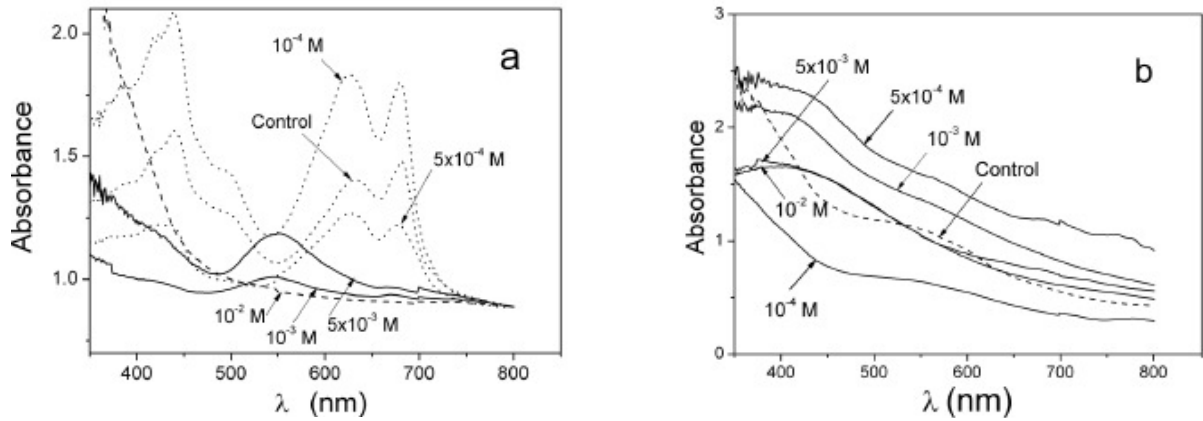 a
2.0
1.5
1.0
Absorbance
10⁻⁴ M
Control
5x10⁻⁴ M
10⁻² M
10⁻³ M
5x10⁻³ M
400 500 600 700 800
λ (nm)
b
3
2
1
0
Absorbance
5x10⁻³ M
5x10⁻⁴ M
10⁻³ M
Control
10⁻² M
10⁻⁴ M
400 500 600 700 800
λ (nm)